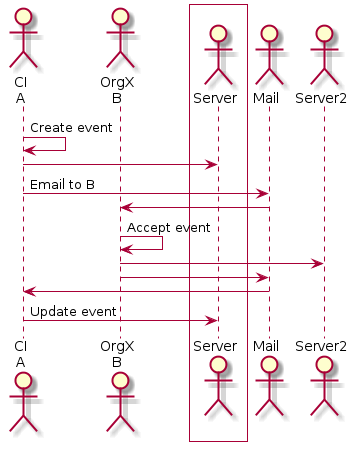 CI
A
OrgX
B
Server
Mail
Server2
Create event
Email to B
Accept event
Update event
CI
A
OrgX
B
Server
Mail
Server2